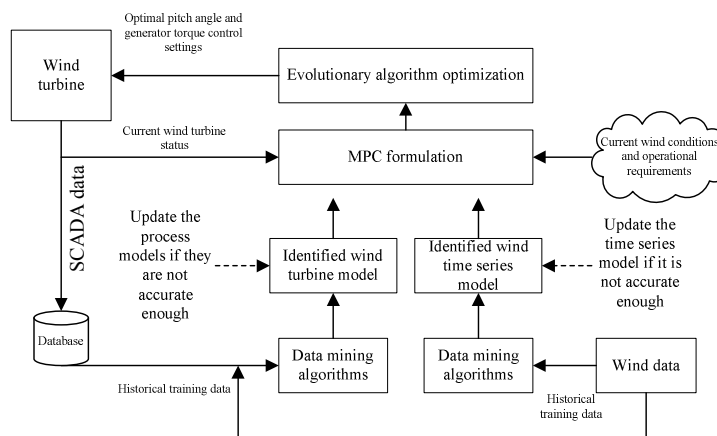 Optimal pitch angle and
generator torque control
settings
Wind
turbine
Evolutionary algorithm optimization
Current wind turbine
status
MPC formulation
Current wind conditions
and operational
requirements
SCADA data
Update the
process models if they
are not
accurate
enough
Identified wind
turbine model
Identified wind
time series
model
Update the
time series
model if it is
not accurate
enough
Database
Data mining
algorithms
Data mining
algorithms
Wind data
Historical training data
Historical
training data